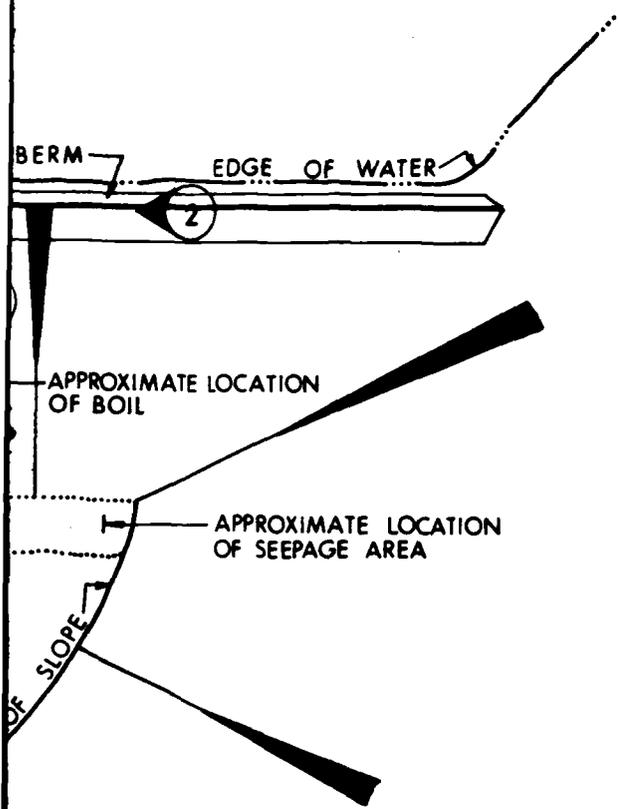 BERM
EDGE OF WATER
2
APPROXIMATE LOCATION
OF BOIL
APPROXIMATE LOCATION
OF SEEPAGE AREA
OF SLOPE